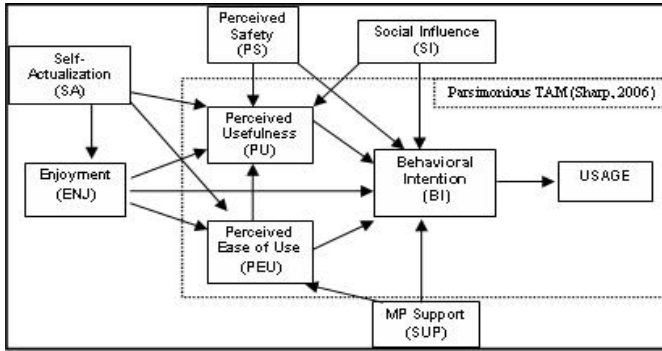 Perceived
Safety
(PS)
Social Influence
(SI)
Self-
Actualization
(SA)
Parsimonious TAM (Sharp, 2006)
Perceived
Usefulness
(PU)
Behavioral
Intention
(BI)
USAGE
Enjoyment
(ENJ)
Perceived
Ease of Use
(PEU)
MP Support
(SUP)